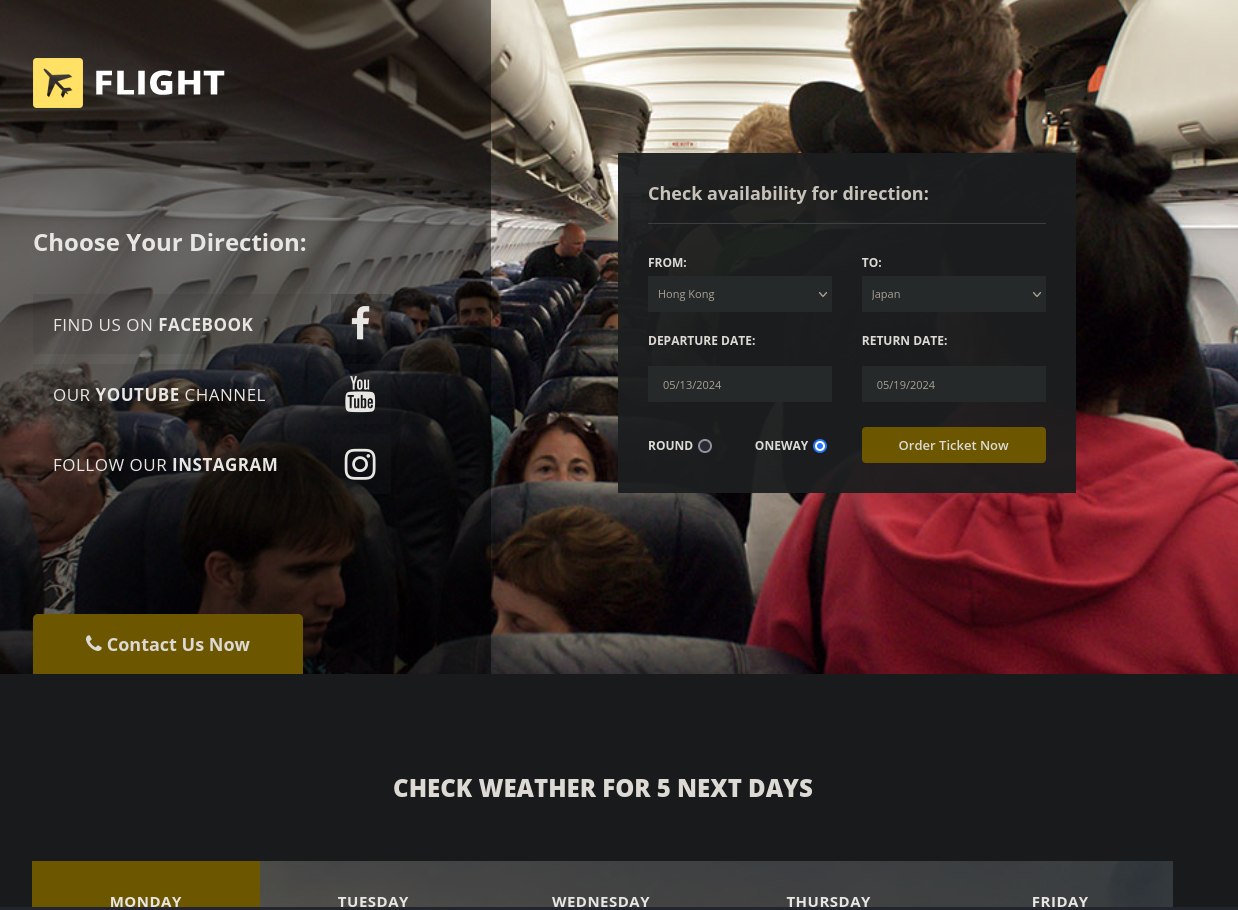 FLIGHT
Choose Your Direction:
FIND US ON FACEBOOK
OUR YOUTUBE CHANNEL
You
Tube
FOLLOW OUR INSTAGRAM
Contact Us Now
Check availability for direction:
FROM:
TO:
Hong Kong
Japan
DEPARTURE DATE:
RETURN DATE:
05/13/2024
05/19/2024
ROUND
ONEWAY
Order Ticket Now
CHECK WEATHER FOR 5 NEXT DAYS
MONDAY
TUESDAY
WEDNESDAY
THURSDAY
FRIDAY